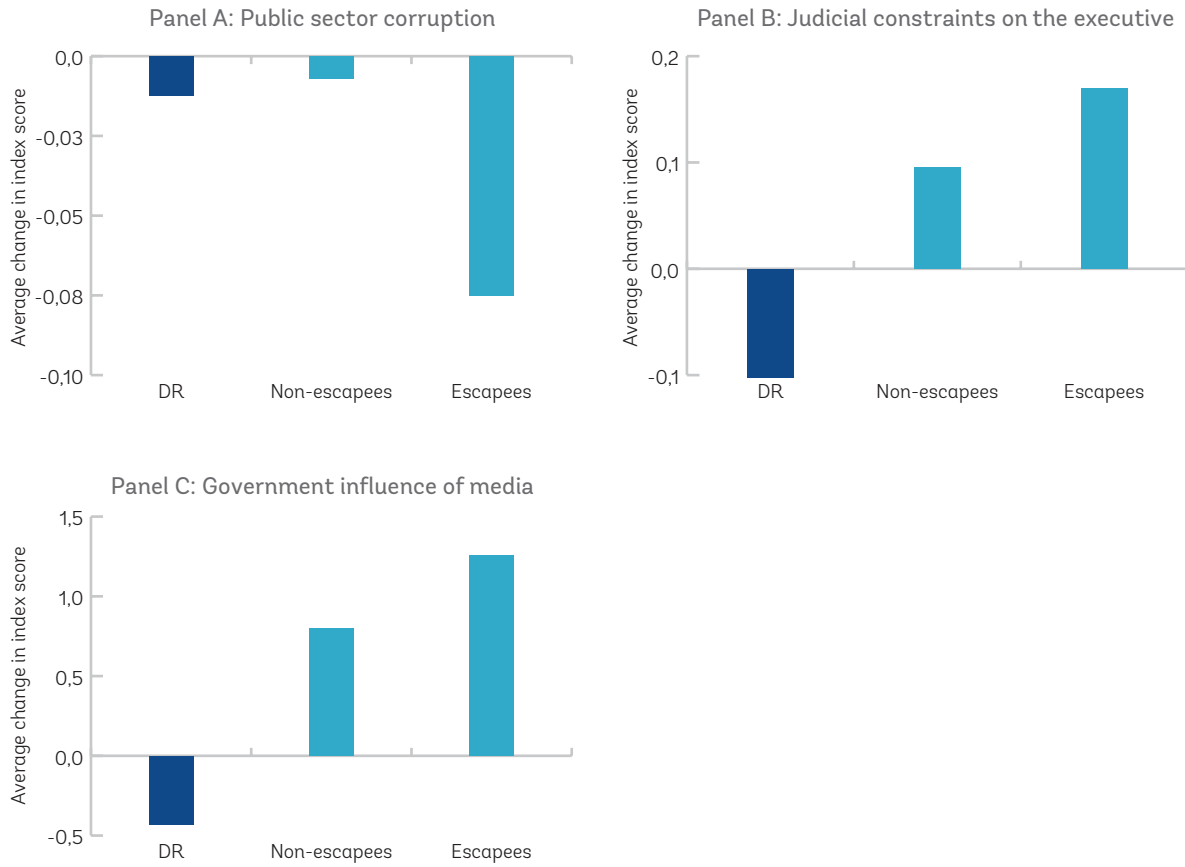 Panel A: Public sector corruption
Average change in index score
0,0
-0,03
-0,05
-0,08
-0,10
DR
Non-escapees
Escapees
Panel B: Judicial constraints on the executive
Average change in index score
0,2
0,1
0,0
-0,1
DR
Non-escapees
Escapees
Panel C: Government influence of media
Average change in index score
1,5
1,0
0,5
0,0
-0,5
DR
Non-escapees
Escapees